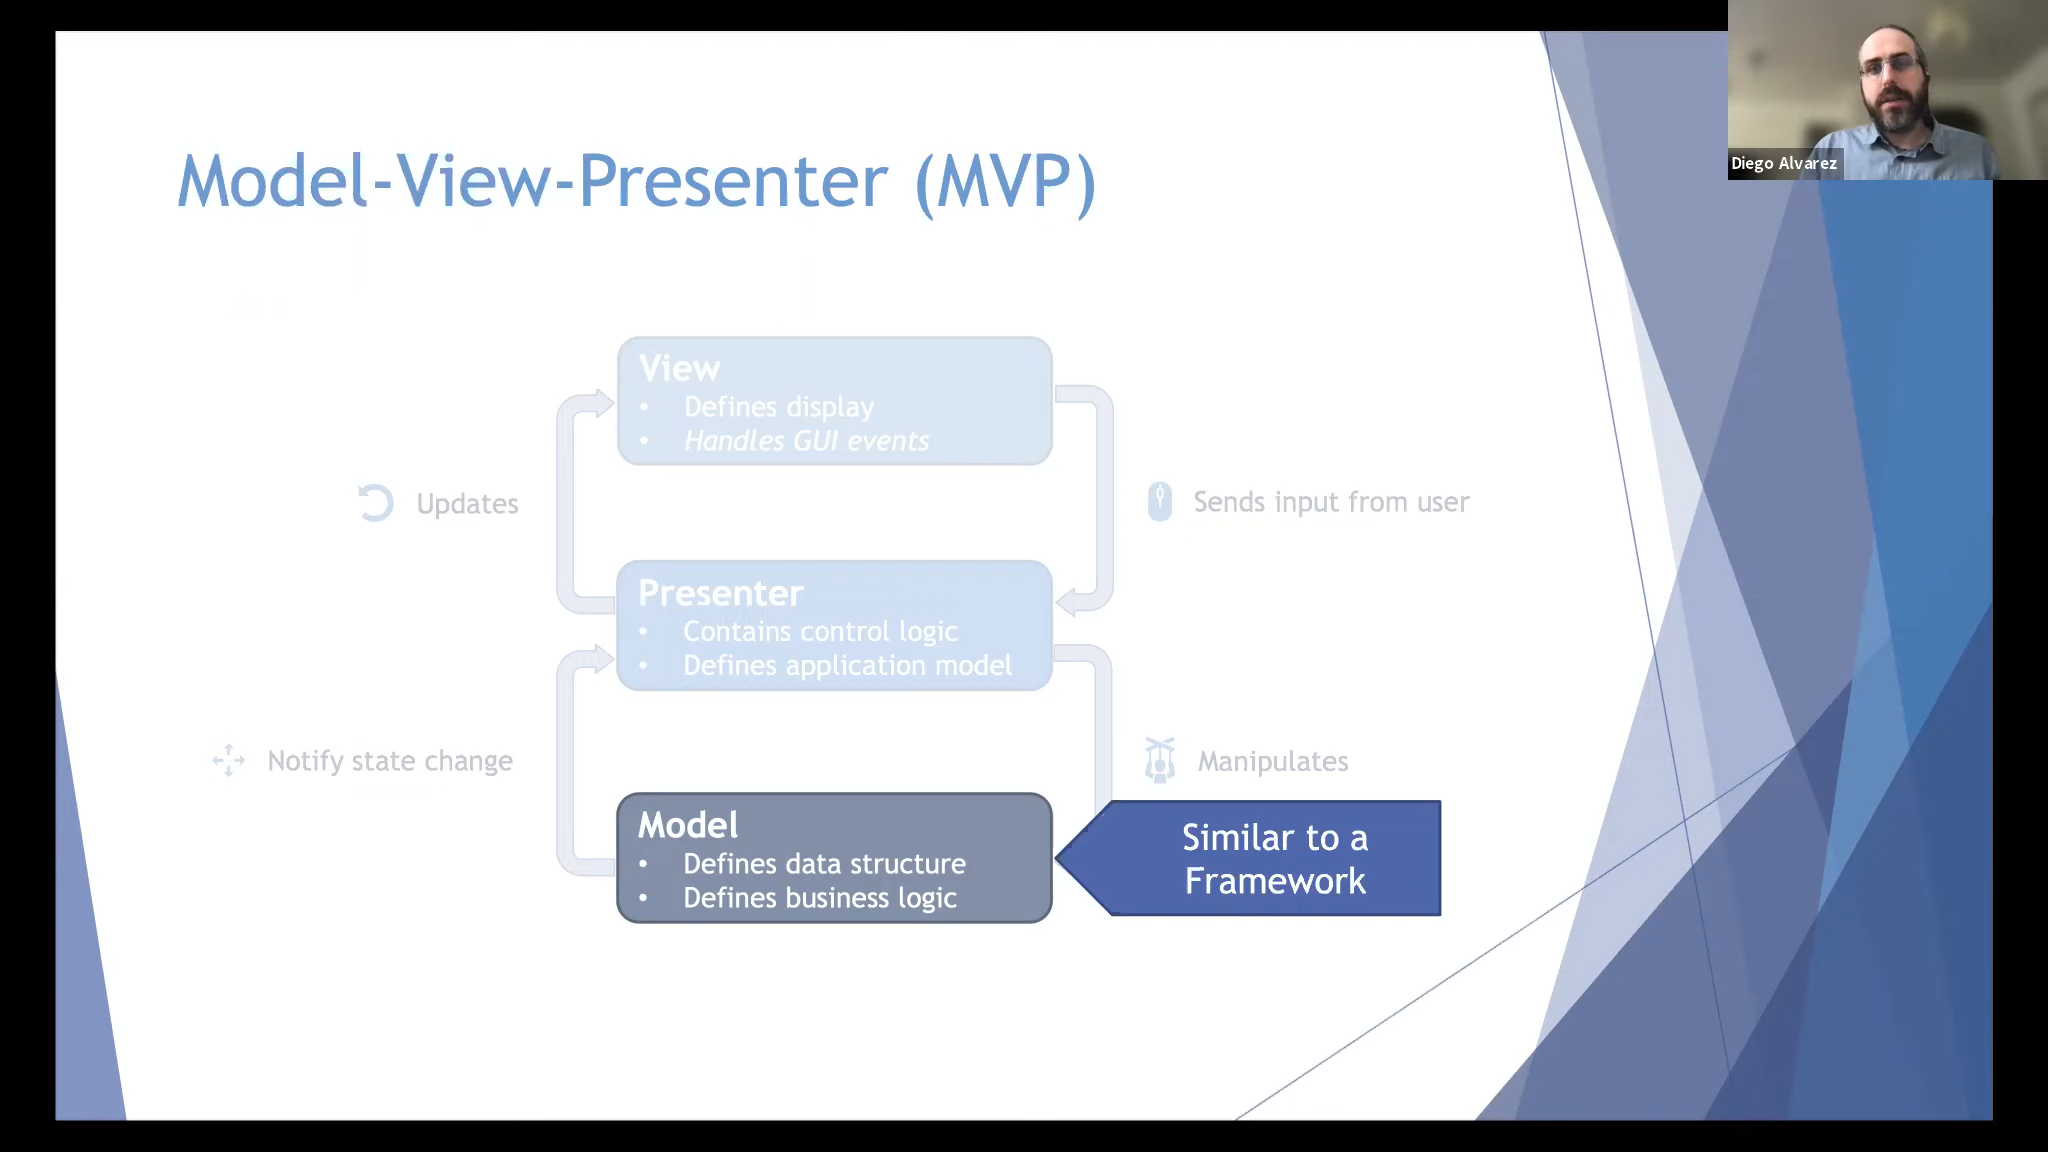 Diego Alvarez
Model-View-Presenter (MVP)
View
• Defines display
• Handles GUI events
Updates
Sends input from user
Presenter
• Contains control logic
• Defines application model
Notify state change
Manipulates
Model
• Defines data structure
• Defines business logic
Similar to a
Framework